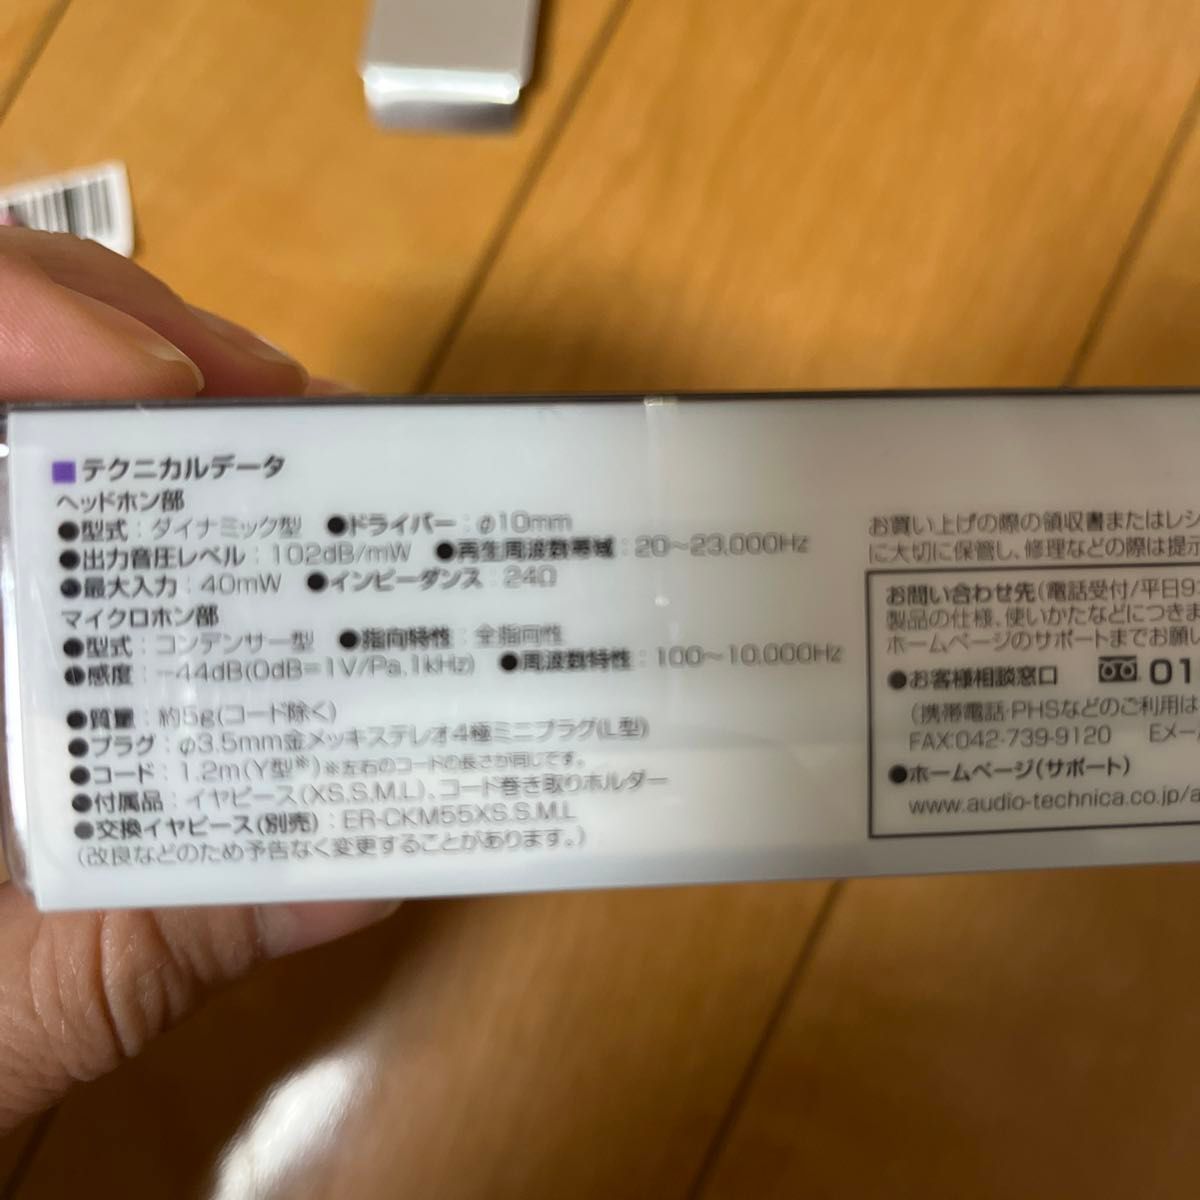 ■テクニカルデータ
ヘッドホン部
●型式：ダイナミック型 ●ドライバー：φ10mm
●出力音圧レベル：102dB/mW ●再生周波数帯域：20〜23,000Hz
●最大入力：40mW ●インピーダンス：24Ω
マイクロホン部
●型式：コンデンサー型 ●指向特性：全指向性
●感度：−44dB(0dB=1V/Pa,1kHz) ●周波数特性：100〜10,000Hz
●質量：約5g(コード除く)
●プラグ：φ3.5mm金メッキステレオ4極ミニプラグ(L型)
●コード：1.2m(Y型※)※左右のコードの長さが同じです。
●付属品：イヤピース(XS,S,M,L)、コード巻き取りホルダー
●交換イヤピース(別売)：ER-CKM55XS,S,M,L
(改良などのため予告なく変更することがあります。)
お買い上げの際の領収書またはレシ
に大切に保管し、修理などの際は提示
お問い合わせ先(電話受付/平日9:
製品の仕様、使いかたなどにつきま
ホームページのサポートまでお願い
●お客様相談窓口 01
(携帯電話・PHSなどのご利用は
FAX:042-739-9120 Eメー
●ホームページ(サポート)
www.audio-technica.co.jp/a